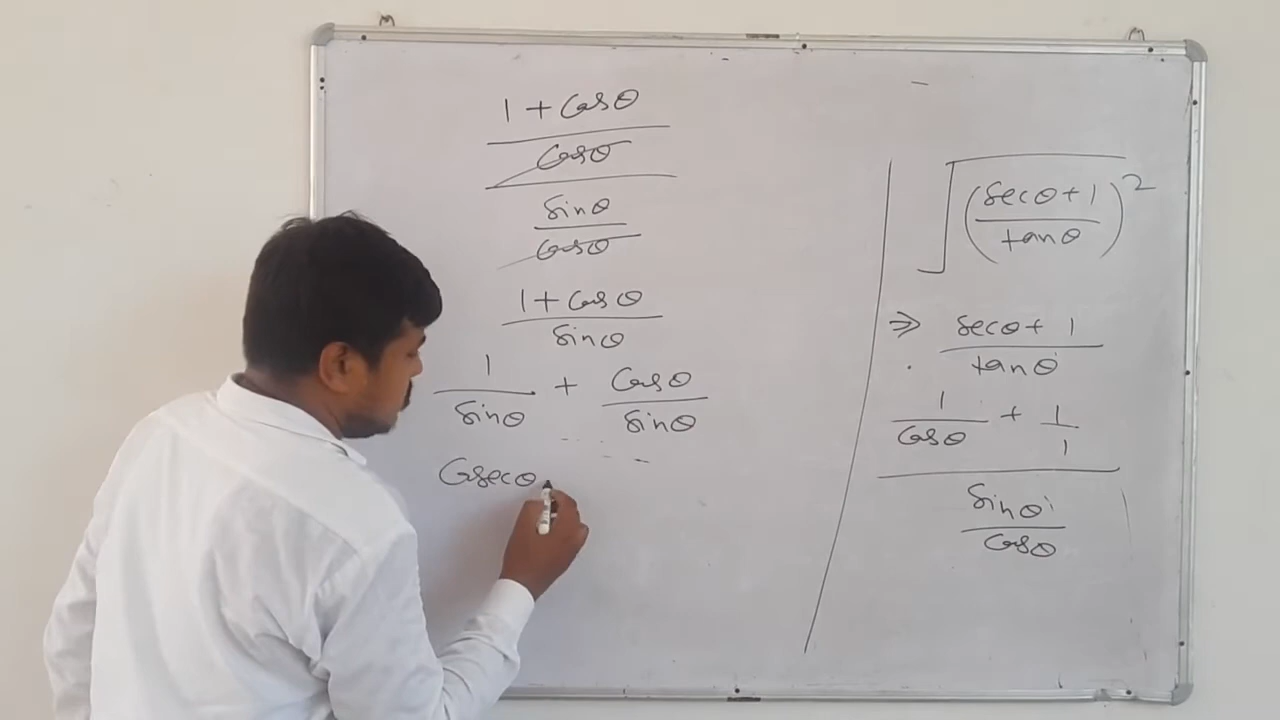 1 + Cosθ
Cosθ
Sinθ
Cosθ
1 + Cosθ
Sinθ
1 + Cosθ
Sinθ Sinθ
Cosecθ
√((Secθ + 1)/(tanθ))²
⇒ Secθ + 1
tanθ
1 + 1
Cosθ 1
Sinθ
Cosθ